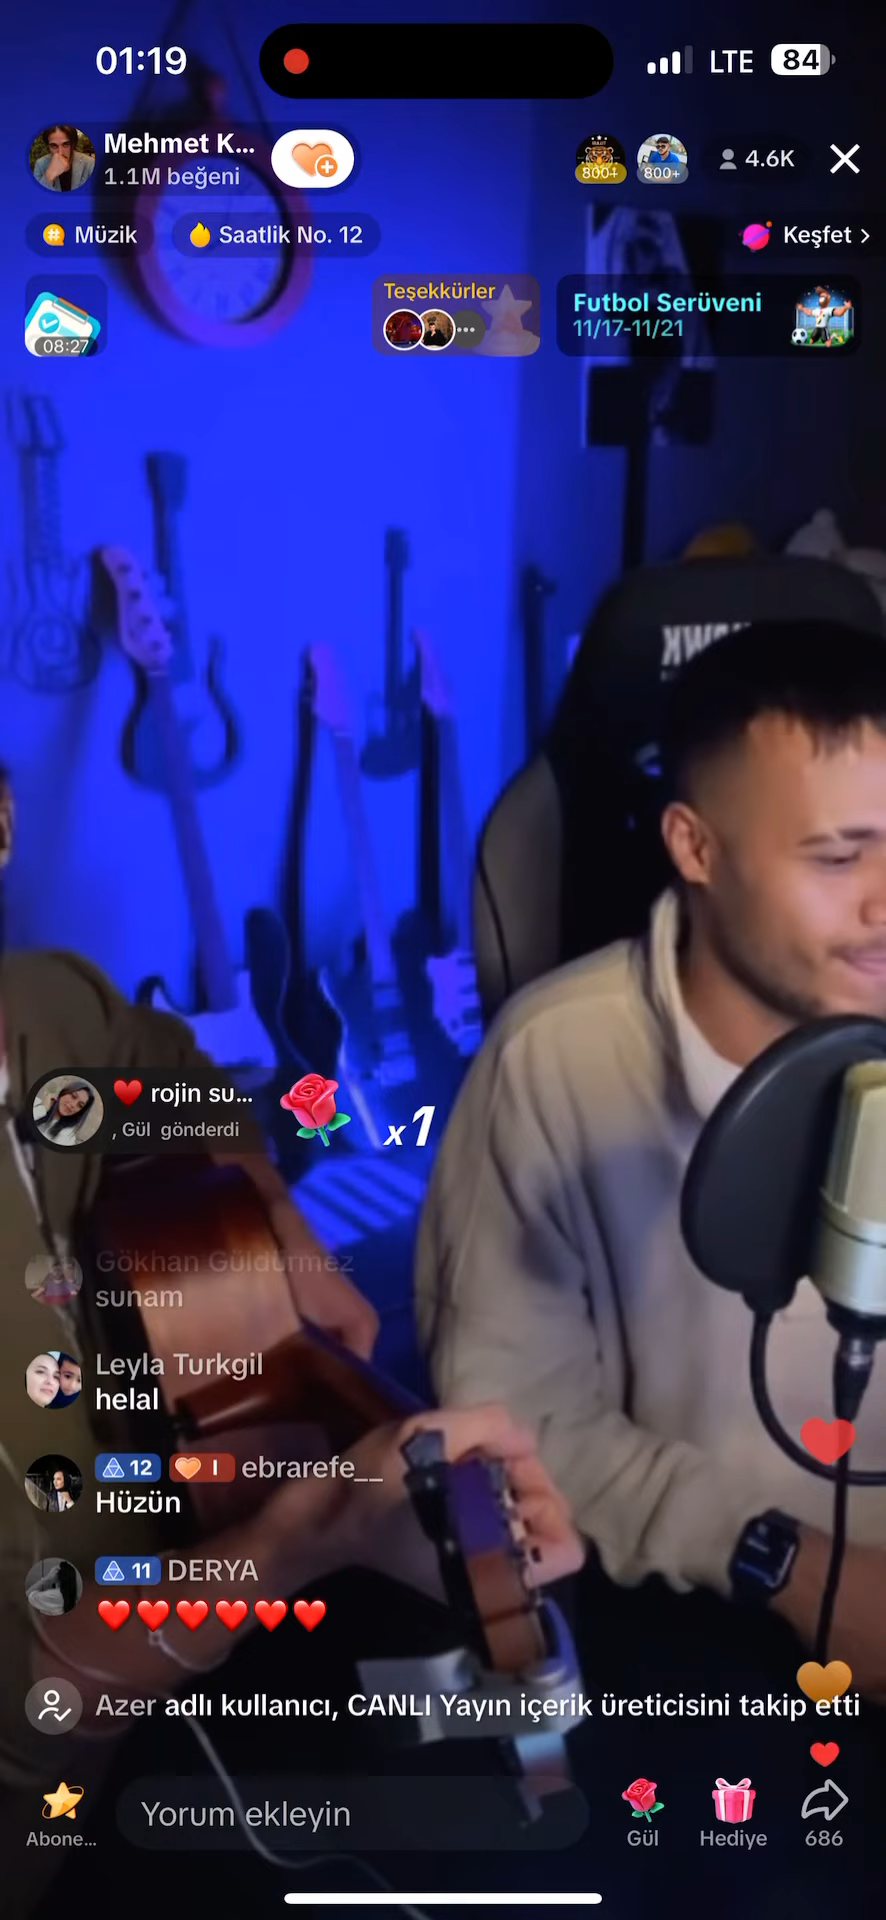 01:19
LTE
84
Mehmet K...
1.1M beğeni
800+
800+
4.6K
Müzik
Saatlik No. 12
Keşfet >
08:27
Teşekkürler
Futbol Serüveni
11/17-11/21
rojin su...
, Gül gönderdi
x1
Gökhan Güldürmez
sunam
Leyla Turkgil
helal
12 I ebrarefe__
Hüzün
11 DERYA
❤️❤️❤️❤️❤️❤️
Azer adlı kullanıcı, CANLI Yayın içerik üreticisini takip etti
Abone...
Yorum ekleyin
Gül
Hediye
686